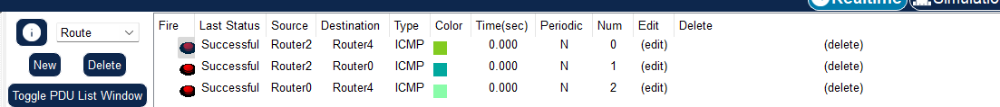 Realtime Simulation
Fire Last Status Source Destination Type Color Time(sec) Periodic Num Edit Delete
i Route
Successful Router2 Router4 ICMP 0.000 N 0 (edit) (delete)
New Delete
Successful Router2 Router0 ICMP 0.000 N 1 (edit) (delete)
Toggle PDU List Window
Successful Router0 Router4 ICMP 0.000 N 2 (edit) (delete)